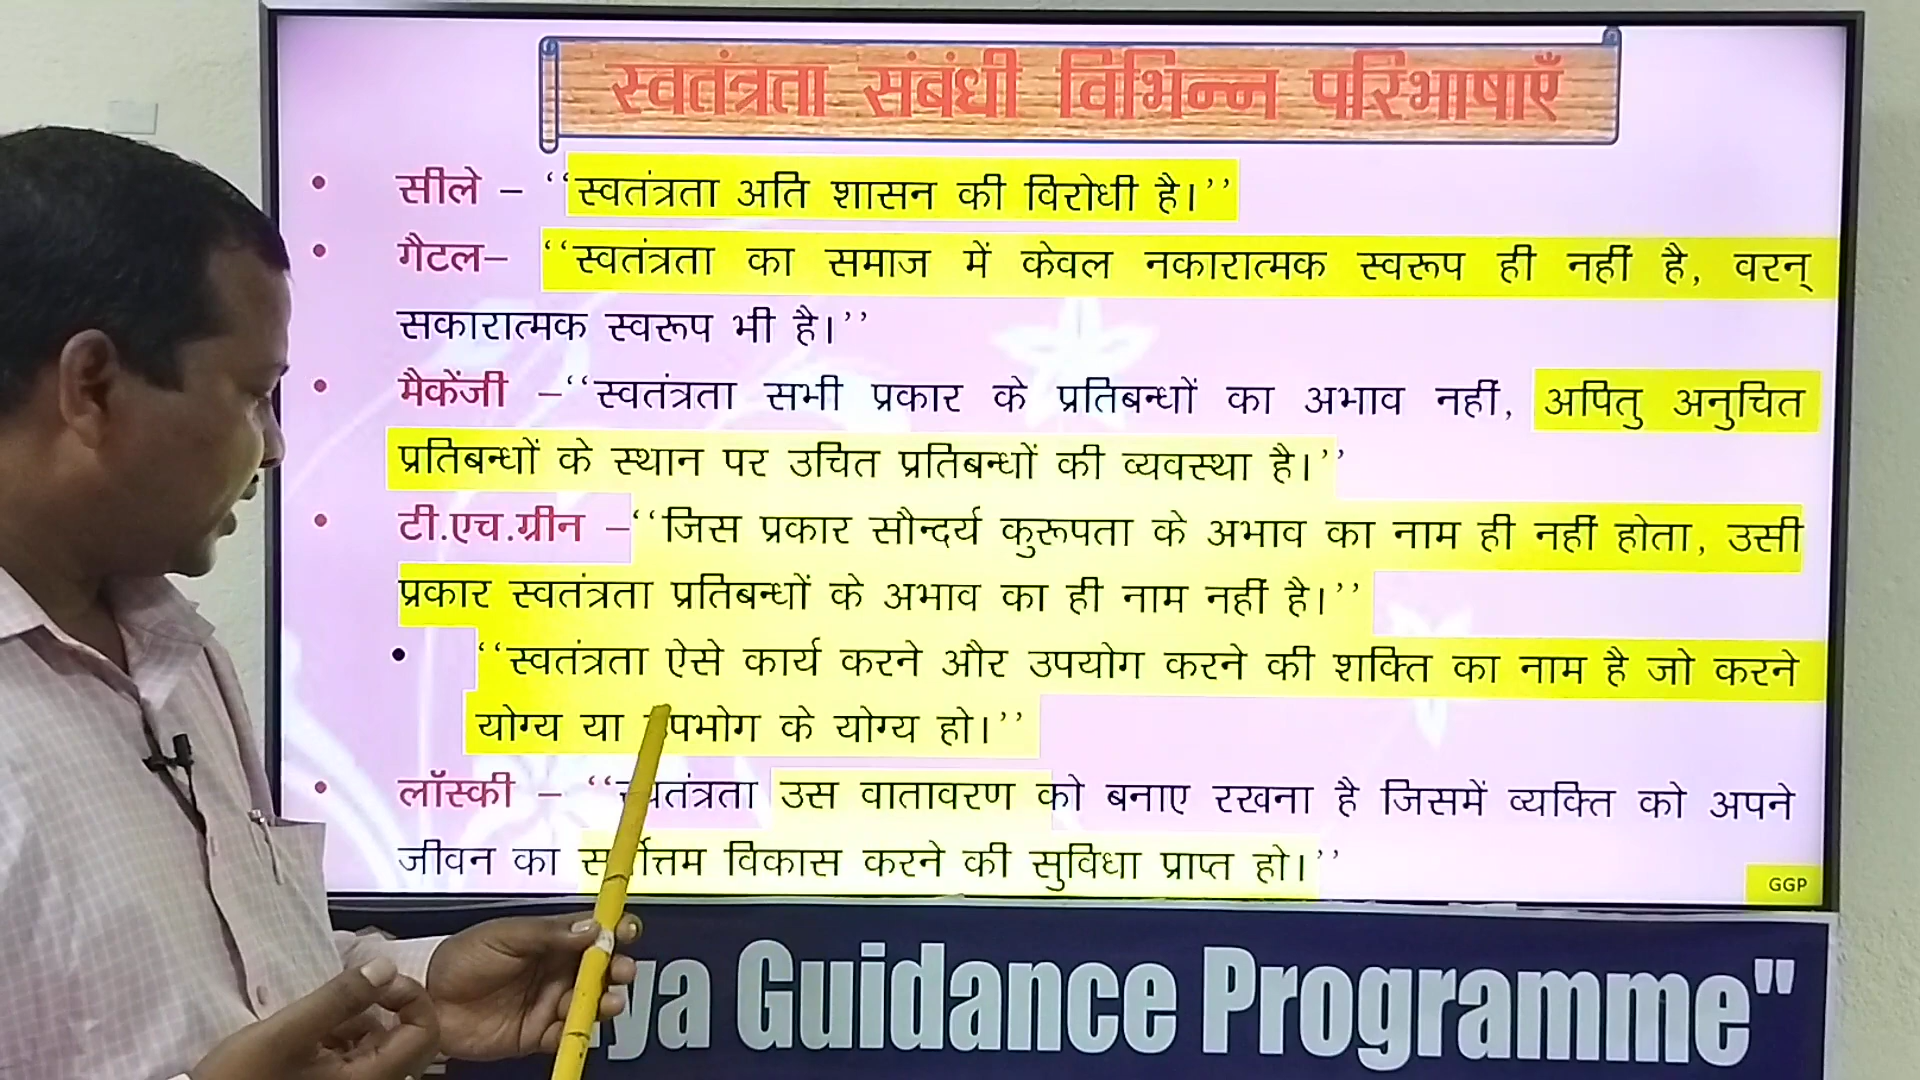 स्वतंत्रता संबंधी विभिन्न परिभाषाएँ
• सीले – ‘‘स्वतंत्रता अति शासन की विरोधी है।’’
• गैटल– ‘‘स्वतंत्रता का समाज में केवल नकारात्मक स्वरूप ही नहीं है, वरन्
सकारात्मक स्वरूप भी है।’’
• मैकेंजी –‘‘स्वतंत्रता सभी प्रकार के प्रतिबन्धों का अभाव नहीं, अपितु अनुचित
प्रतिबन्धों के स्थान पर उचित प्रतिबन्धों की व्यवस्था है।’’
• टी.एच.ग्रीन –‘‘जिस प्रकार सौन्दर्य कुरूपता के अभाव का नाम ही नहीं होता, उसी
प्रकार स्वतंत्रता प्रतिबन्धों के अभाव का ही नाम नहीं है।’’
• ‘‘स्वतंत्रता ऐसे कार्य करने और उपयोग करने की शक्ति का नाम है जो करने
योग्य या उपभोग के योग्य हो।’’
• लॉस्की – ‘‘स्वतंत्रता उस वातावरण को बनाए रखना है जिसमें व्यक्ति को अपने
जीवन का सर्वोत्तम विकास करने की सुविधा प्राप्त हो।’’
GGP
Guidance Programme"